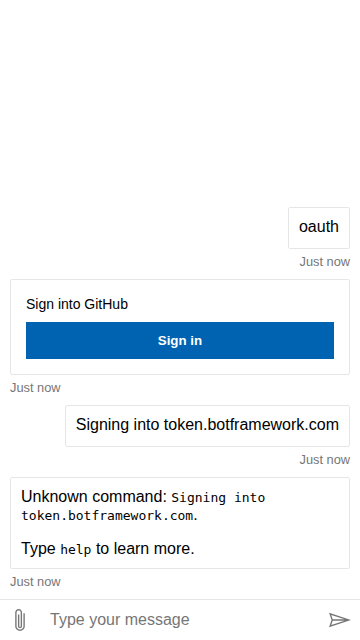 oauth
Just now
Sign into GitHub
Sign in
Just now
Signing into token.botframework.com
Just now
Unknown command: Signing into
token.botframework.com.
Type help to learn more.
Just now
Type your message